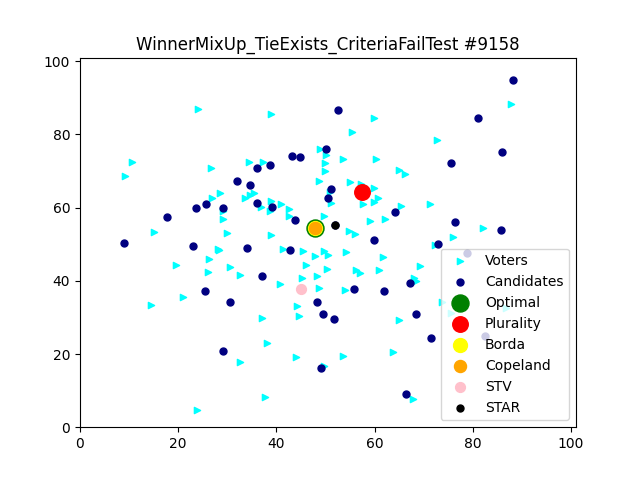 WinnerMixUp_TieExists_CriteriaFailTest #9158
100
80
60
40
20
0
0
20
40
60
80
100
Voters
Candidates
Optimal
Plurality
Borda
Copeland
STV
STAR